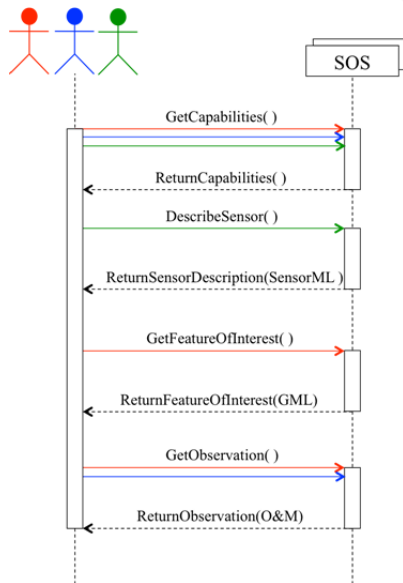 SOS
GetCapabilities( )
ReturnCapabilities( )
DescribeSensor( )
ReturnSensorDescription(SensorML )
GetFeatureOfInterest( )
ReturnFeatureOfInterest(GML)
GetObservation( )
ReturnObservation(O&M)